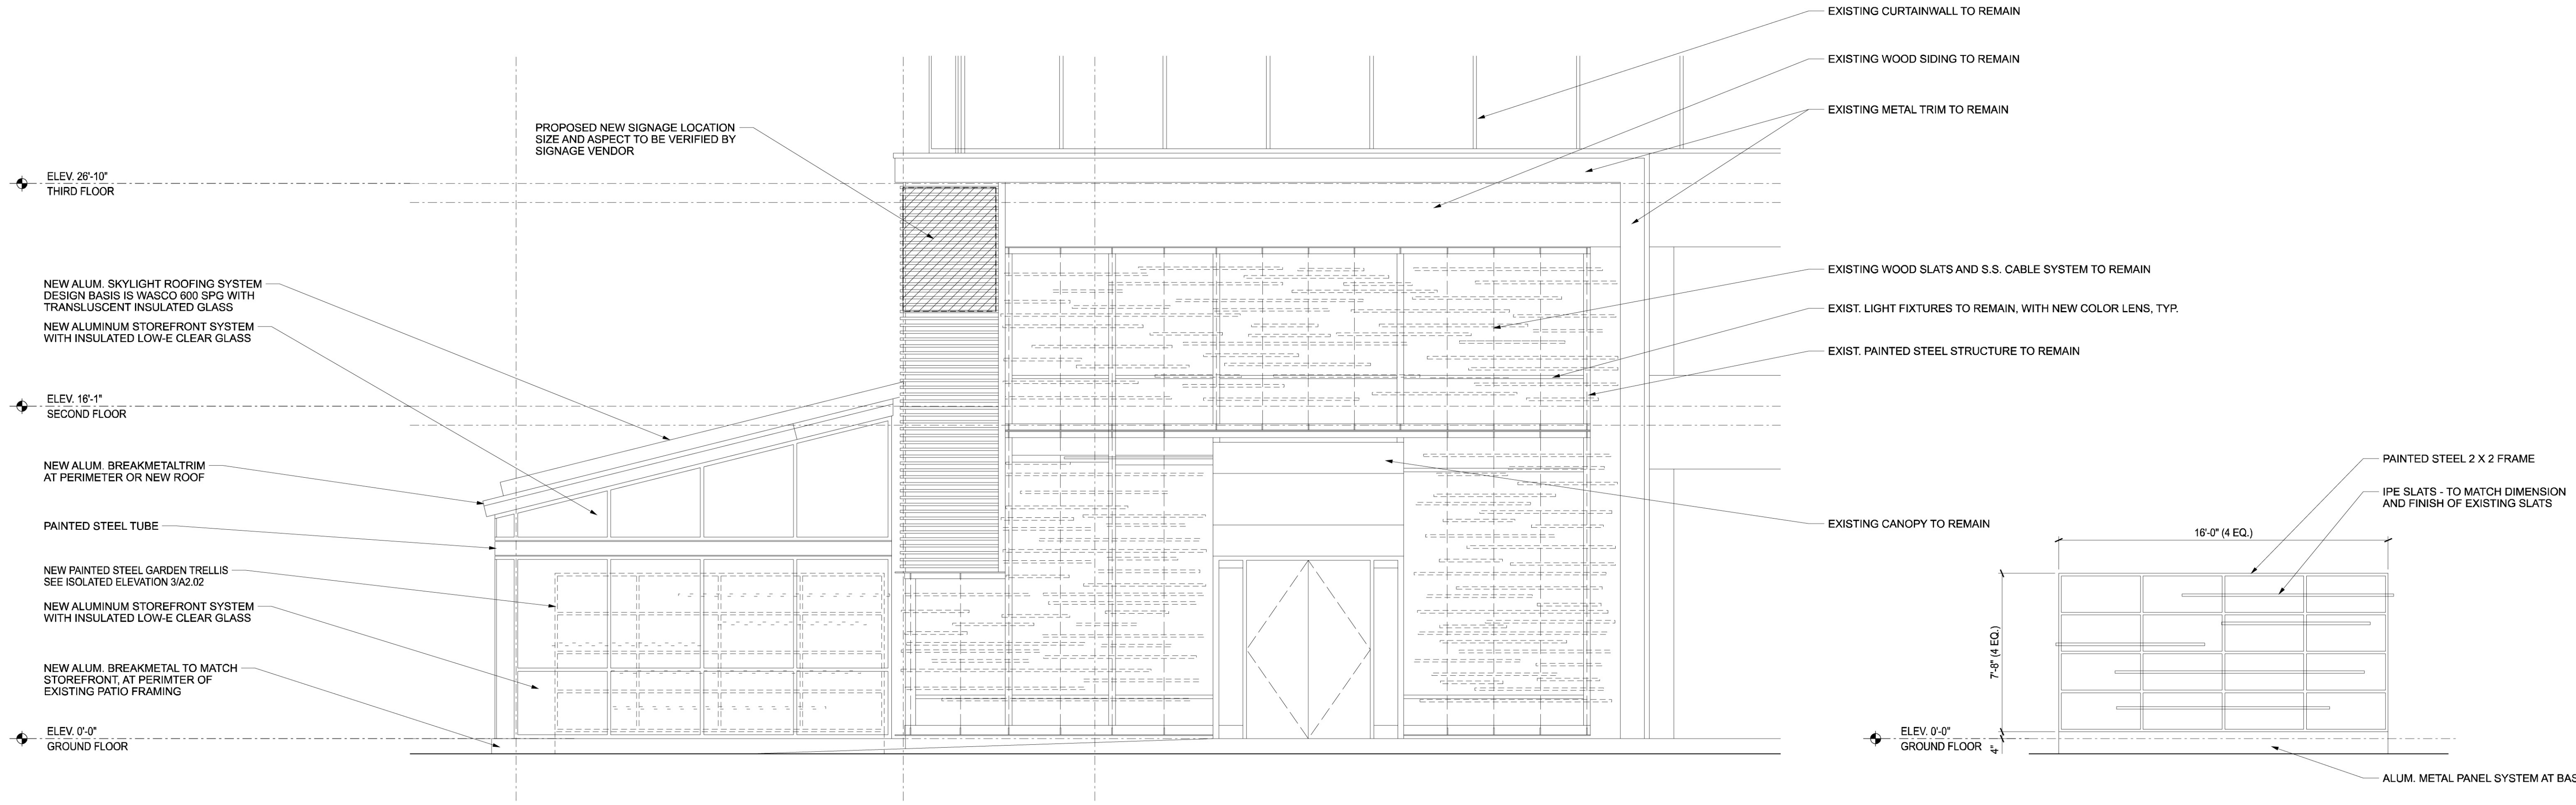 EXISTING CURTAINWALL TO REMAIN
EXISTING WOOD SIDING TO REMAIN
EXISTING METAL TRIM TO REMAIN
PROPOSED NEW SIGNAGE LOCATION
SIZE AND ASPECT TO BE VERIFIED BY
SIGNAGE VENDOR
ELEV. 26'-10"
THIRD FLOOR
NEW ALUM. SKYLIGHT ROOFING SYSTEM
DESIGN BASIS IS WASCO 600 SPG WITH
TRANSLUSCENT INSULATED GLASS
NEW ALUMINUM STOREFRONT SYSTEM
WITH INSULATED LOW-E CLEAR GLASS
ELEV. 16'-1"
SECOND FLOOR
NEW ALUM. BREAKMETALTRIM
AT PERIMETER OR NEW ROOF
PAINTED STEEL TUBE
NEW PAINTED STEEL GARDEN TRELLIS
SEE ISOLATED ELEVATION 3/A2.02
NEW ALUMINUM STOREFRONT SYSTEM
WITH INSULATED LOW-E CLEAR GLASS
NEW ALUM. BREAKMETAL TO MATCH
STOREFRONT, AT PERIMTER OF
EXISTING PATIO FRAMING
ELEV. 0'-0"
GROUND FLOOR
EXISTING WOOD SLATS AND S.S. CABLE SYSTEM TO REMAIN
EXIST. LIGHT FIXTURES TO REMAIN, WITH NEW COLOR LENS, TYP.
EXIST. PAINTED STEEL STRUCTURE TO REMAIN
EXISTING CANOPY TO REMAIN
PAINTED STEEL 2 X 2 FRAME
IPE SLATS - TO MATCH DIMENSION
AND FINISH OF EXISTING SLATS
16'-0" (4 EQ.)
7'-8" (4 EQ.)
4"
ELEV. 0'-0"
GROUND FLOOR
ALUM. METAL PANEL SYSTEM AT BAS